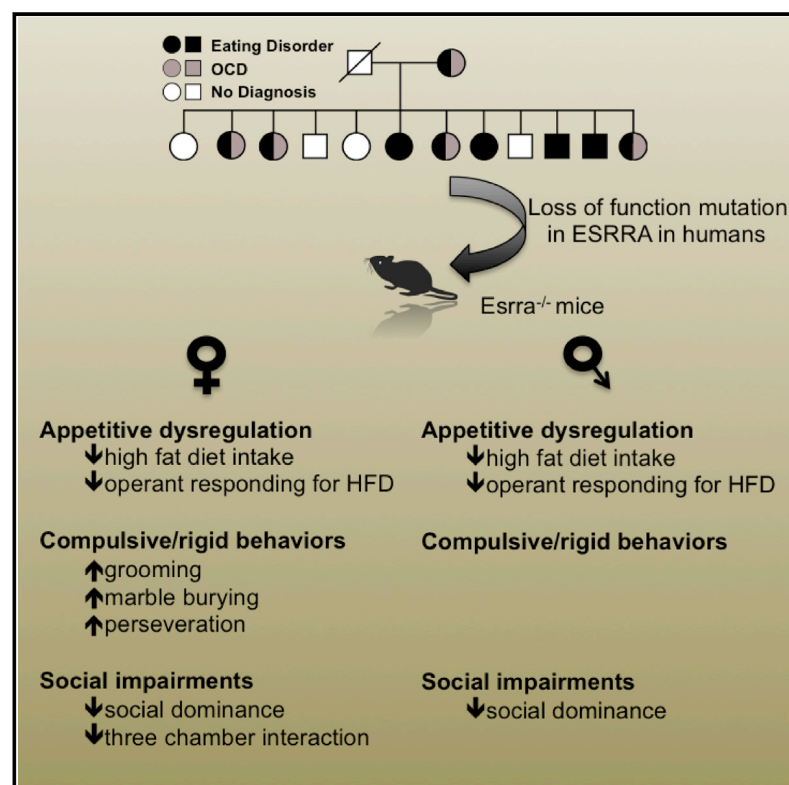 Eating Disorder
OCD
No Diagnosis
Loss of function mutation
in ESRRA in humans
Esrra-/- mice
♀
♂
Appetitive dysregulation
↓high fat diet intake
↓operant responding for HFD
Compulsive/rigid behaviors
↑grooming
↑marble burying
↑perseveration
Social impairments
↓social dominance
↓three chamber interaction
Appetitive dysregulation
↓high fat diet intake
↓operant responding for HFD
Compulsive/rigid behaviors
Social impairments
↓social dominance